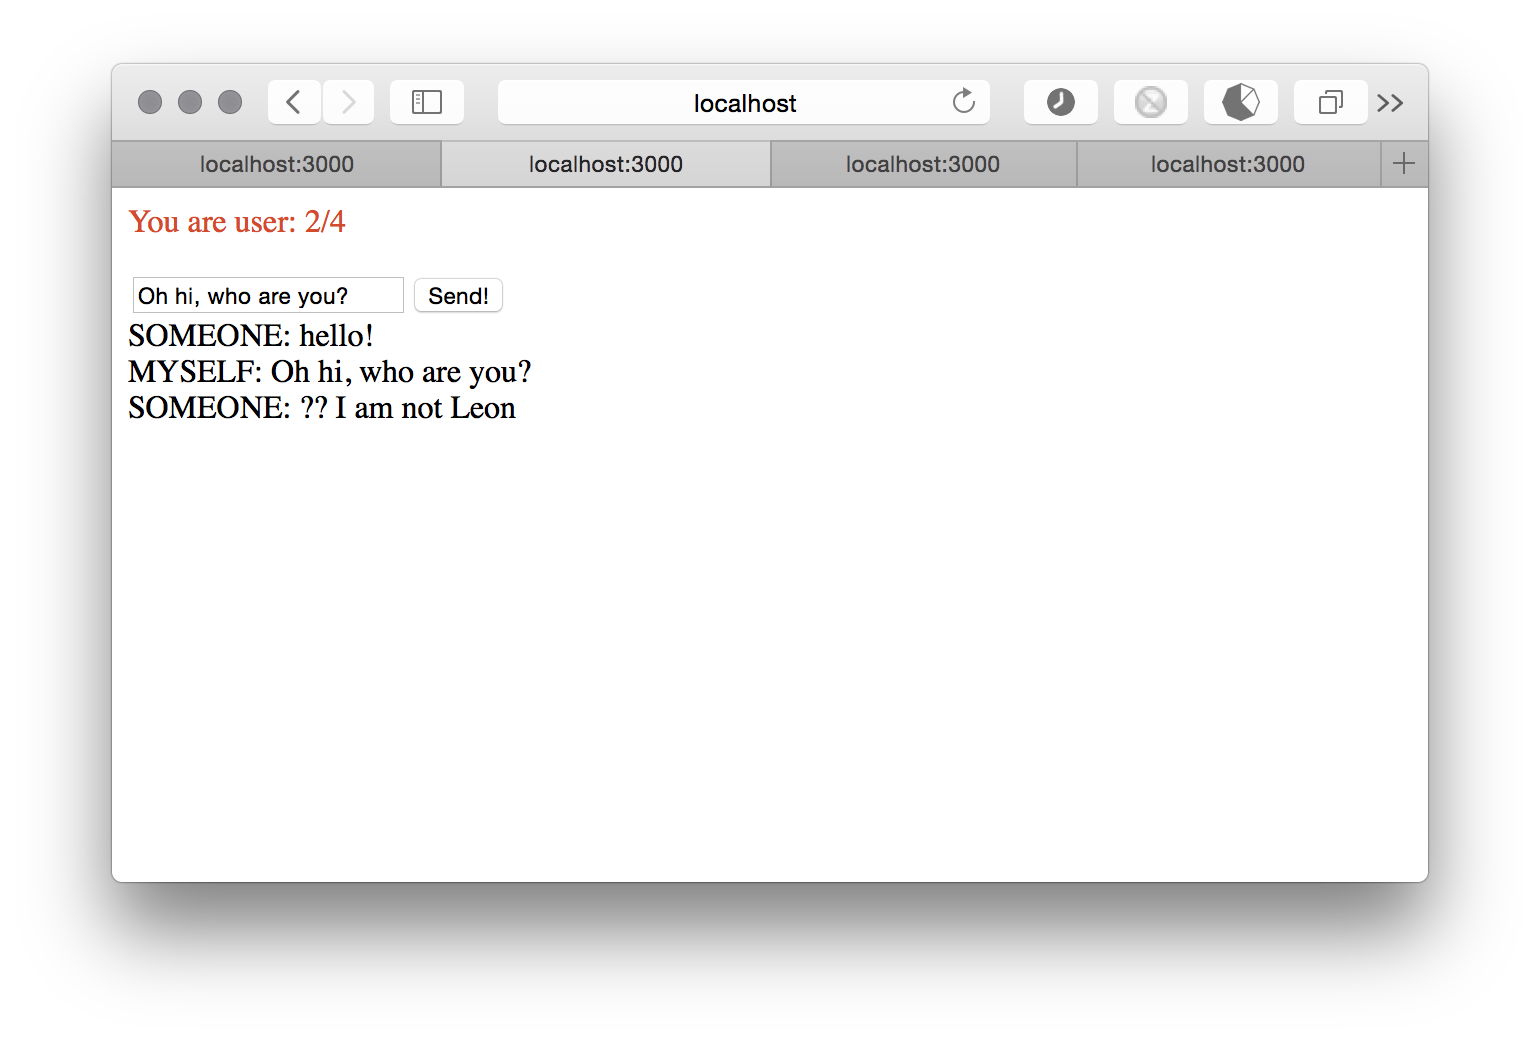 localhost
localhost:3000 localhost:3000 localhost:3000 localhost:3000
You are user: 2/4
Oh hi, who are you? Send!
SOMEONE: hello!
MYSELF: Oh hi, who are you?
SOMEONE: ?? I am not Leon